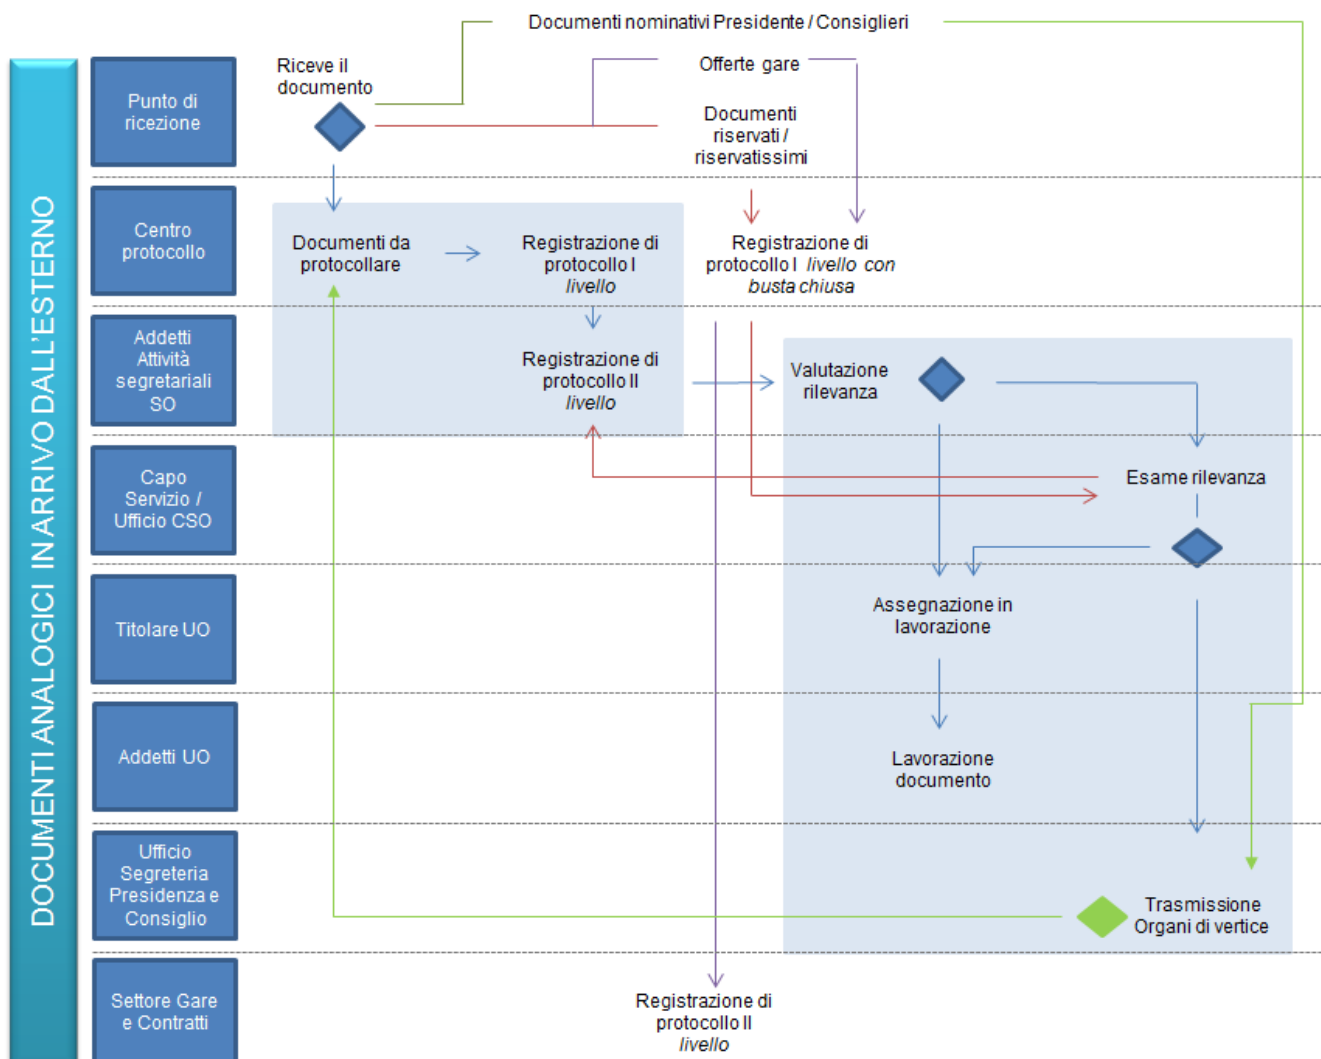 DOCUMENTI ANALOGICI IN ARRIVO DALL'ESTERNO
Documenti nominativi Presidente / Consiglieri
Punto di
ricezione
Riceve il
documento
Offerte gare
Documenti
riservati /
riservatissimi
Centro
protocollo
Documenti da
protocollare
Registrazione di
protocollo I
livello
Registrazione di
protocollo I livello con
busta chiusa
Addetti
Attività
segretariali
SO
Registrazione di
protocollo II
livello
Valutazione
rilevanza
Capo
Servizio /
Ufficio CSO
Esame rilevanza
Titolare UO
Assegnazione in
lavorazione
Addetti UO
Lavorazione
documento
Ufficio
Segreteria
Presidenza e
Consiglio
Trasmissione
Organi di vertice
Settore Gare
e Contratti
Registrazione di
protocollo II
livello